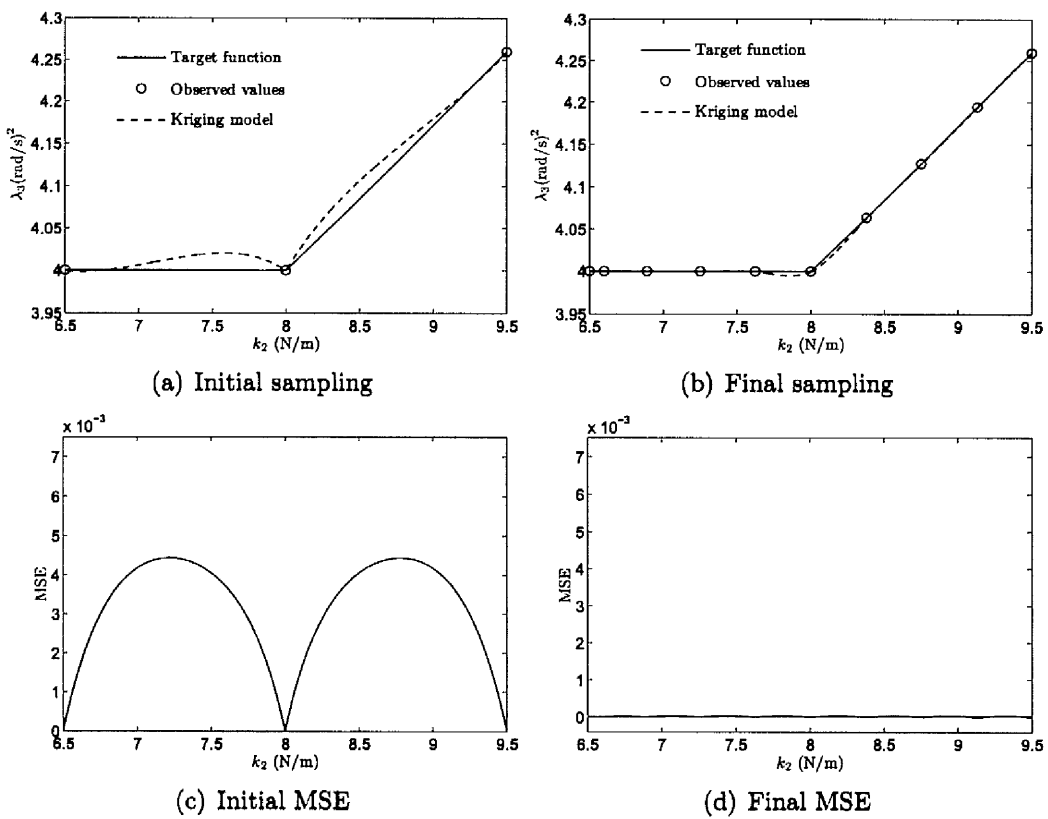 4.3
4.25
4.2
4.15
4.1
4.05
4
3.95
λ₃(rad/s)²
Target function
Observed values
Kriging model
6.5 7 7.5 8 8.5 9 9.5
k₂ (N/m)
(a) Initial sampling
4.3
4.25
4.2
4.15
4.1
4.05
4
3.95
λ₃(rad/s)²
Target function
Observed values
Kriging model
6.5 7 7.5 8 8.5 9 9.5
k₂ (N/m)
(b) Final sampling
x 10⁻³
7
6
5
4
3
2
1
0
MSE
6.5 7 7.5 8 8.5 9 9.5
k₂ (N/m)
(c) Initial MSE
x 10⁻³
7
6
5
4
3
2
1
0
MSE
6.5 7 7.5 8 8.5 9 9.5
k₂ (N/m)
(d) Final MSE